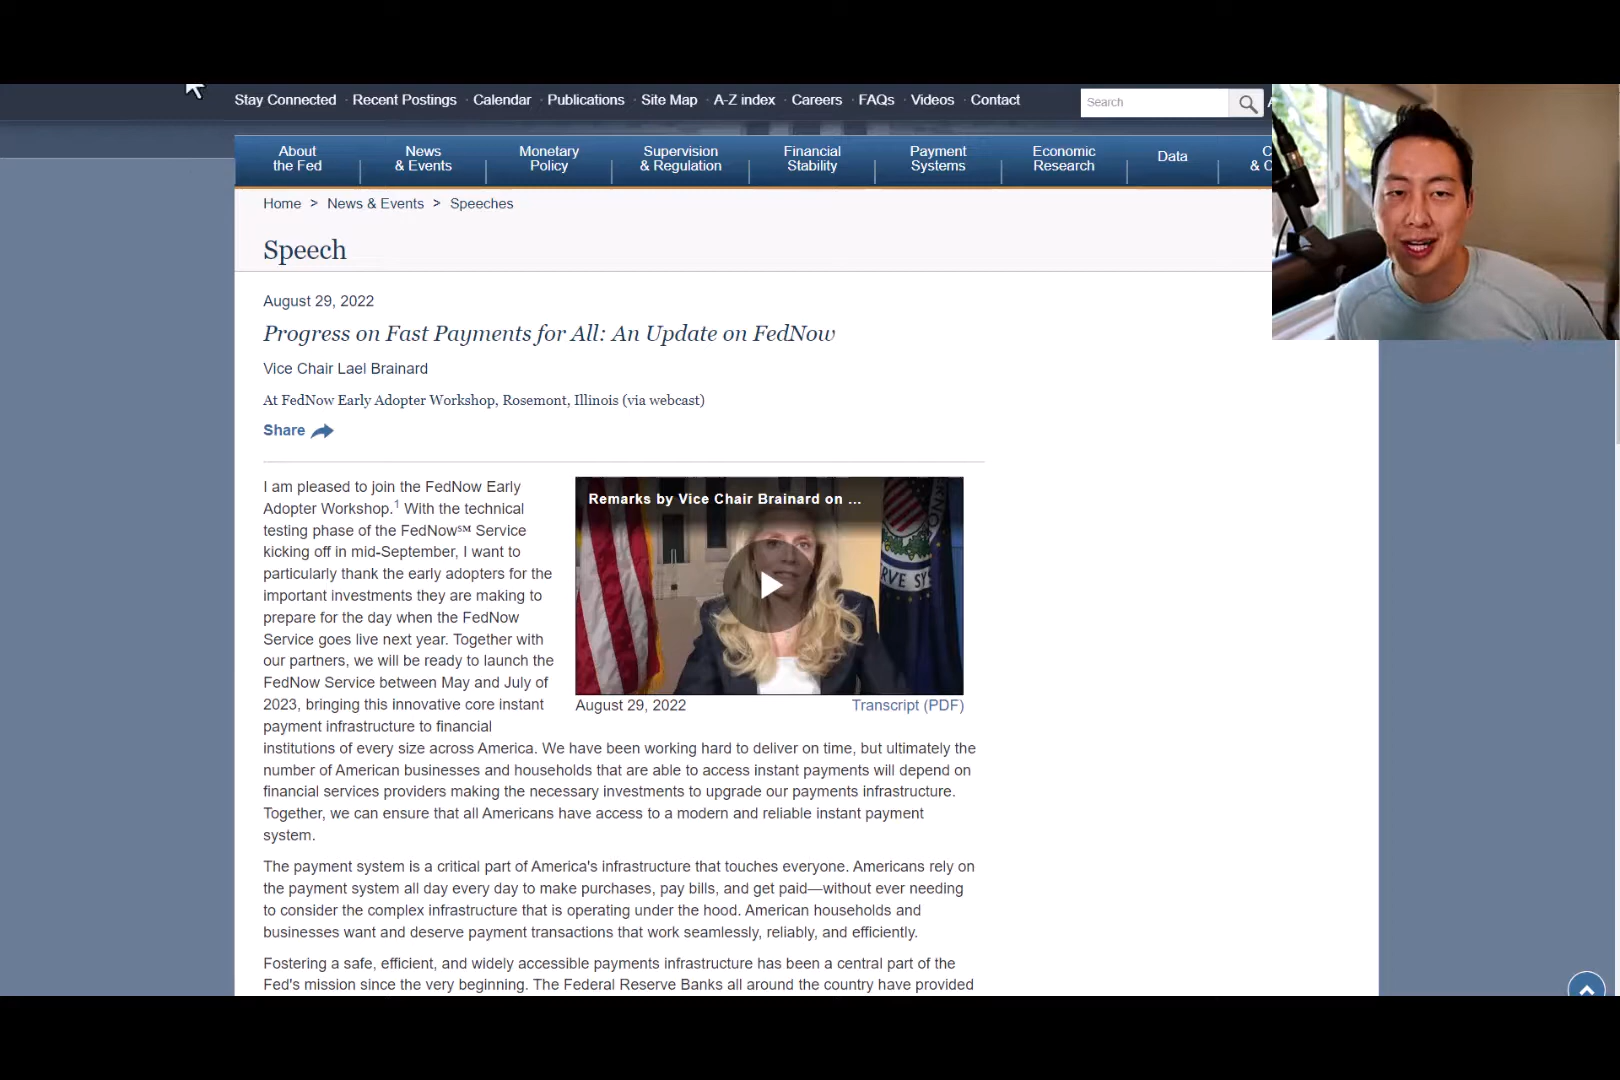 Stay Connected · Recent Postings · Calendar · Publications · Site Map · A-Z index · Careers · FAQs · Videos · Contact
Search
About
the Fed
News
& Events
Monetary
Policy
Supervision
& Regulation
Financial
Stability
Payment
Systems
Economic
Research
Data
Home > News & Events > Speeches
Speech
August 29, 2022
Progress on Fast Payments for All: An Update on FedNow
Vice Chair Lael Brainard
At FedNow Early Adopter Workshop, Rosemont, Illinois (via webcast)
Share
I am pleased to join the FedNow Early
Adopter Workshop.1 With the technical
testing phase of the FedNow℠ Service
kicking off in mid-September, I want to
particularly thank the early adopters for the
important investments they are making to
prepare for the day when the FedNow
Service goes live next year. Together with
our partners, we will be ready to launch the
FedNow Service between May and July of
2023, bringing this innovative core instant
payment infrastructure to financial
Remarks by Vice Chair Brainard on ...
RVE SYS
August 29, 2022
Transcript (PDF)
institutions of every size across America. We have been working hard to deliver on time, but ultimately the
number of American businesses and households that are able to access instant payments will depend on
financial services providers making the necessary investments to upgrade our payments infrastructure.
Together, we can ensure that all Americans have access to a modern and reliable instant payment
system.
The payment system is a critical part of America's infrastructure that touches everyone. Americans rely on
the payment system all day every day to make purchases, pay bills, and get paid—without ever needing
to consider the complex infrastructure that is operating under the hood. American households and
businesses want and deserve payment transactions that work seamlessly, reliably, and efficiently.
Fostering a safe, efficient, and widely accessible payments infrastructure has been a central part of the
Fed's mission since the very beginning. The Federal Reserve Banks all around the country have provided